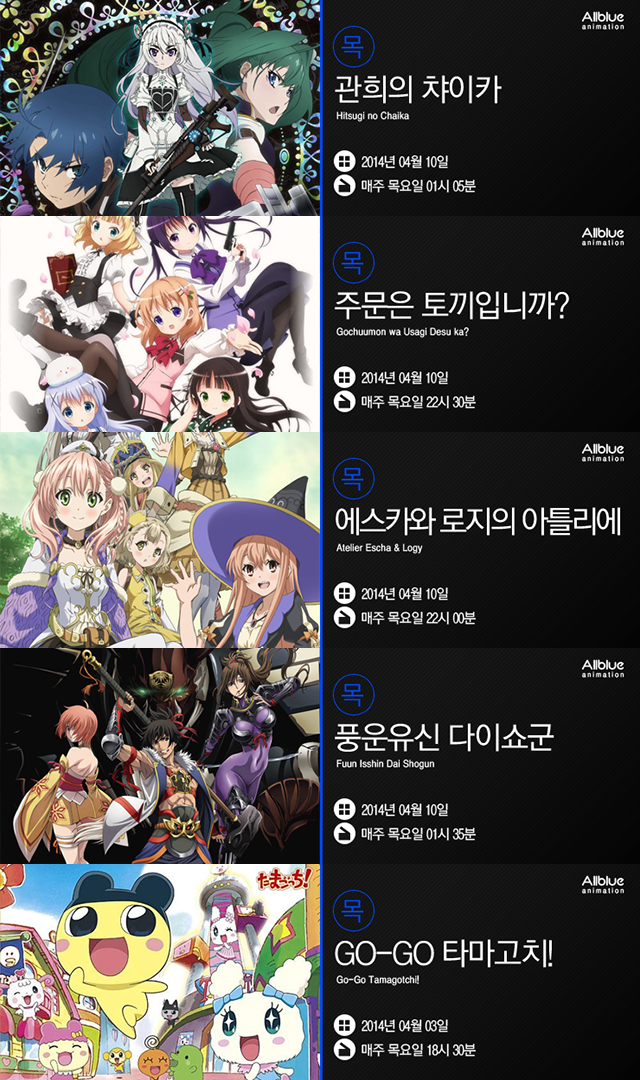 Allblue
animation
목
관희의 챠이카
Hitsugi no Chaika
2014년 04월 10일
매주 목요일 01시 05분
Allblue
animation
목
주문은 토끼입니까?
Gochuumon wa Usagi Desu ka?
2014년 04월 10일
매주 목요일 22시 30분
Allblue
animation
목
에스카와 로지의 아틀리에
Atelier Escha & Logy
2014년 04월 10일
매주 목요일 22시 00분
Allblue
animation
목
풍운유신 다이쇼군
Fuun Isshin Dai Shogun
2014년 04월 10일
매주 목요일 01시 35분
たまごっち!
Allblue
animation
목
GO-GO 타마고치!
Go-Go Tamagotchi!
2014년 04월 03일
매주 목요일 18시 30분